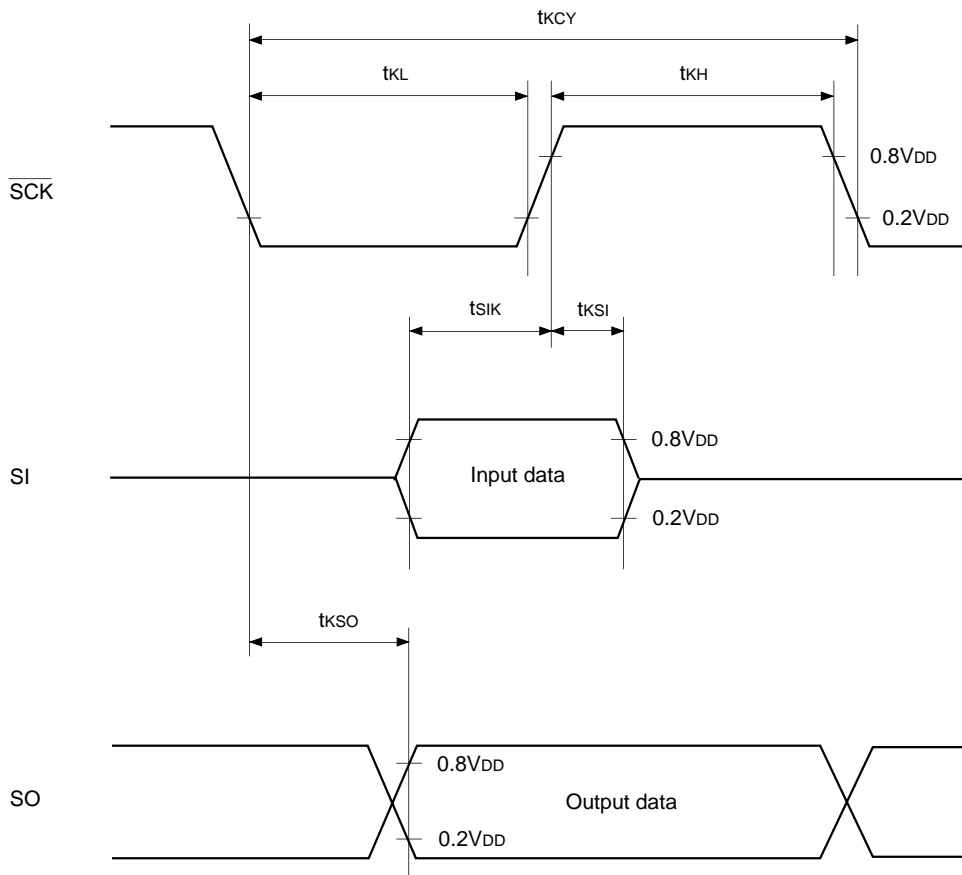 tKCY
tKL
tKH
SCK
0.8VDD
0.2VDD
tSIK
tKSI
SI
Input data
0.8VDD
0.2VDD
tKSO
SO
0.8VDD
Output data
0.2VDD